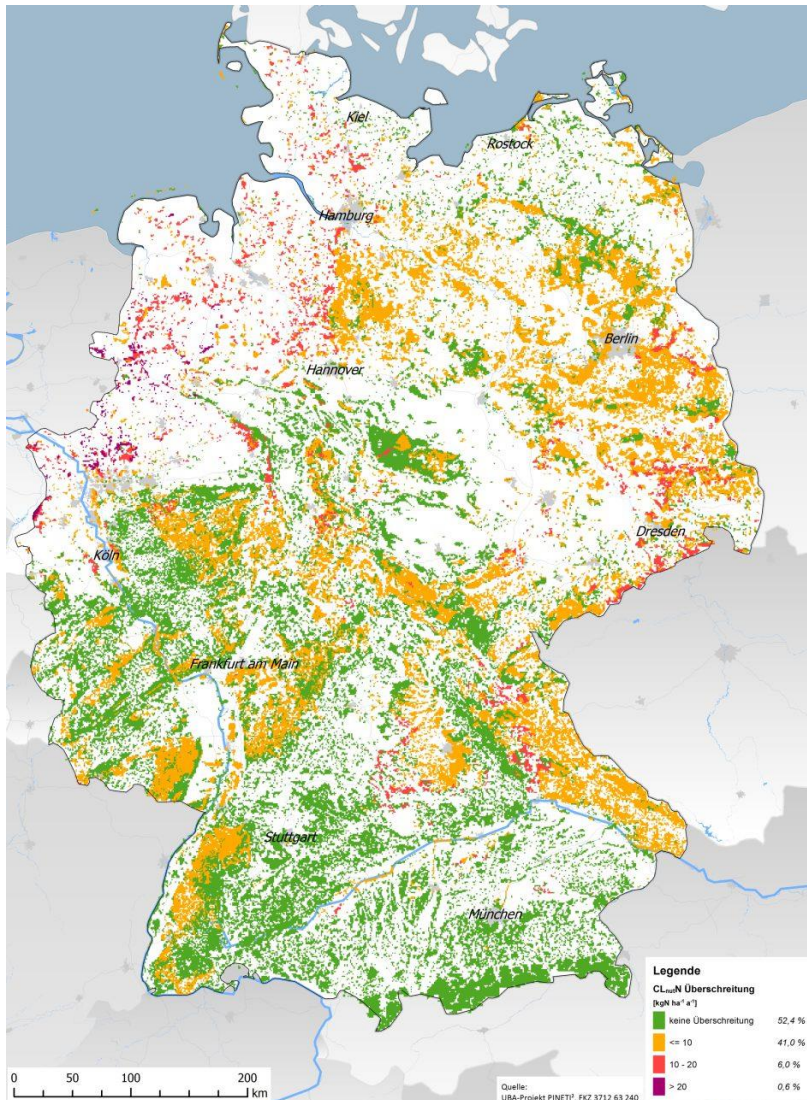 Kiel
Rostock
Hamburg
Berlin
Hannover
Dresden
Köln
Frankfurt am Main
Stuttgart
München
Legende
CLnutN Überschreitung
[kgN ha⁻¹ a⁻¹]
keine Überschreitung 52,4 %
<= 10 41,0 %
10 - 20 6,0 %
> 20 0,6 %
0 50 100 200
km
Quelle:
UBA-Projekt PINETI², FKZ 3712 63 240